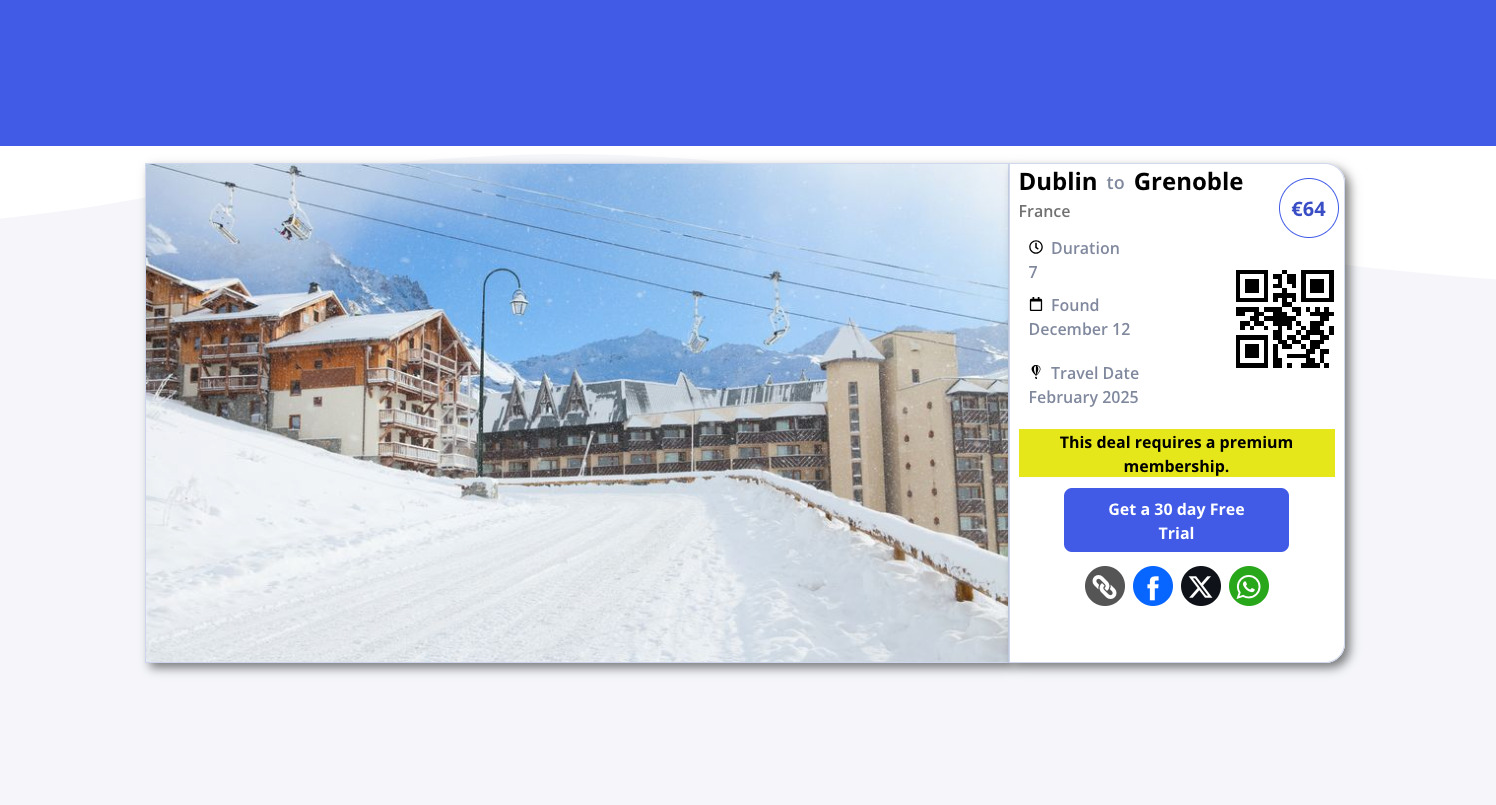 Dublin to Grenoble
€64
France
Duration
7
Found
December 12
Travel Date
February 2025
This deal requires a premium
membership.
Get a 30 day Free
Trial